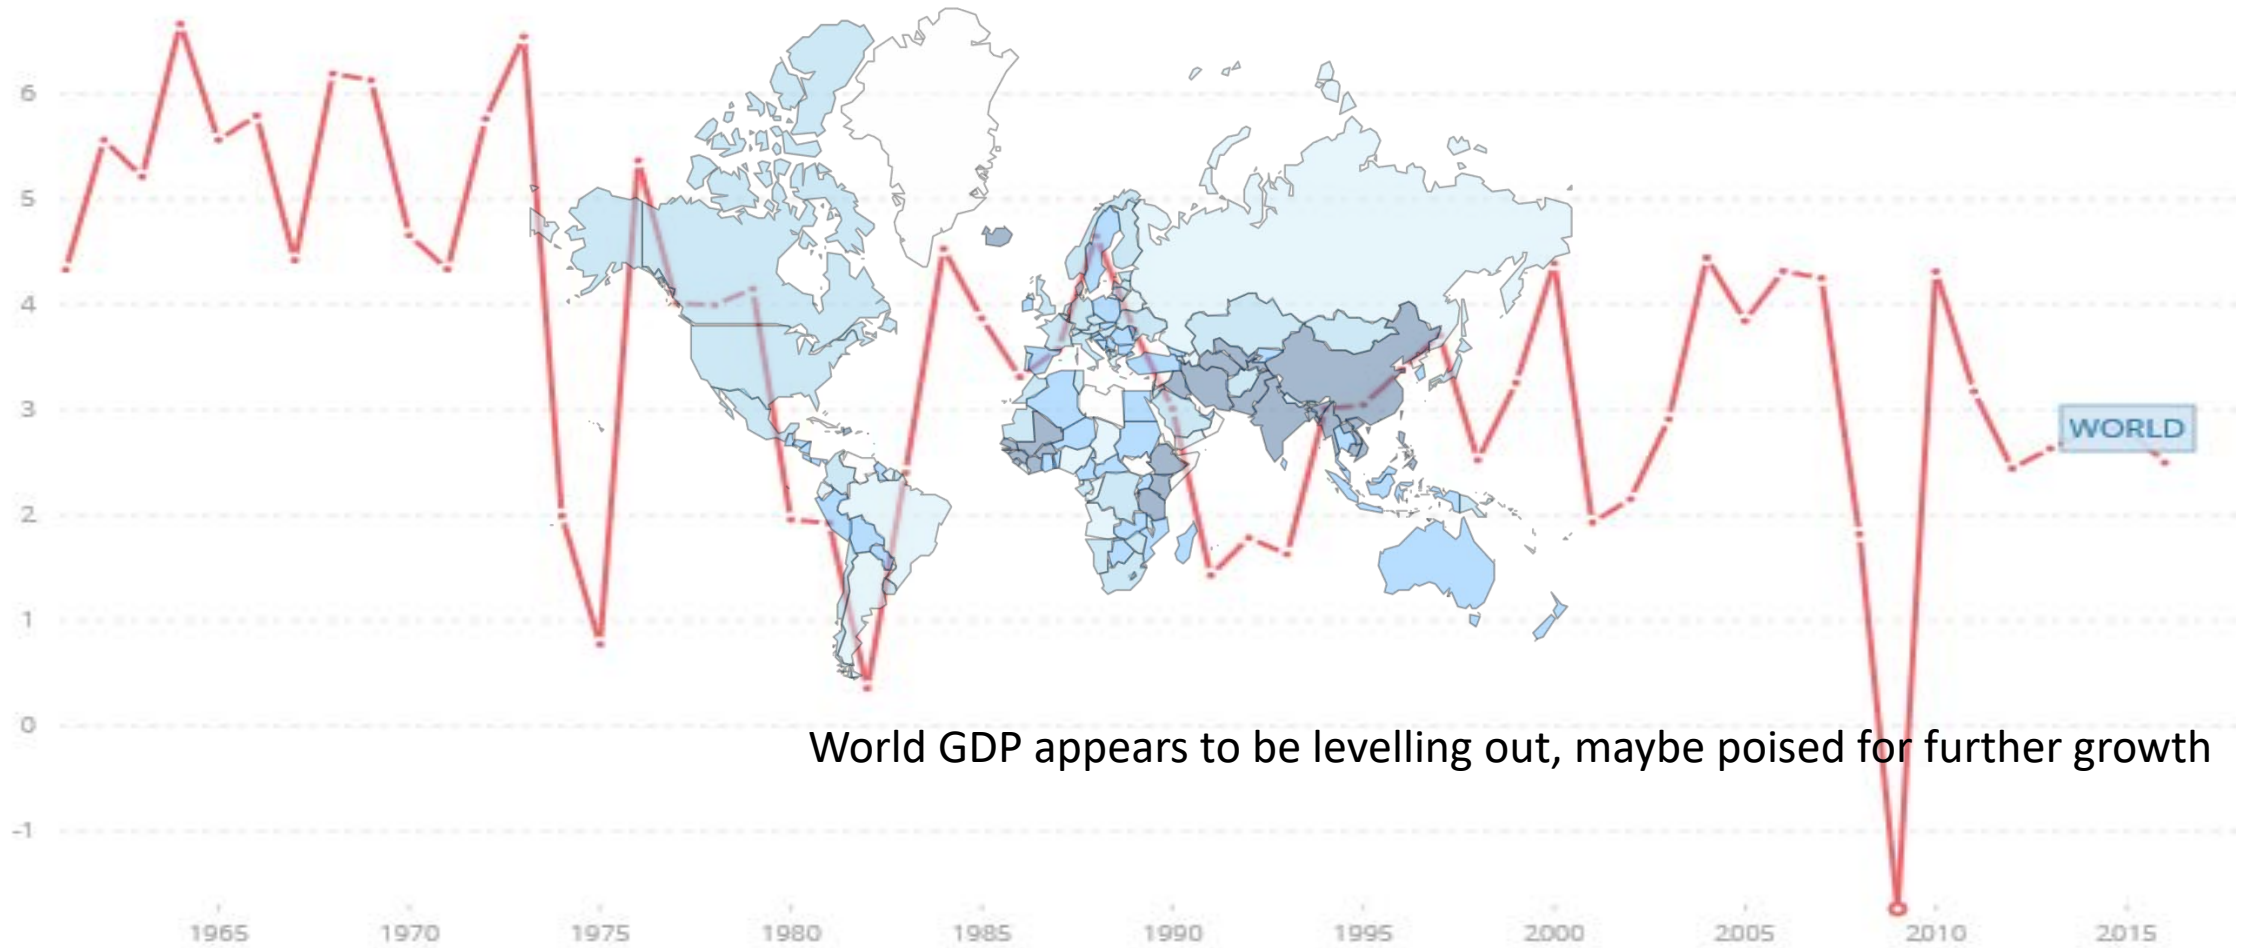 6
5
4
3
WORLD
2
1
0
World GDP appears to be levelling out, maybe poised for further growth
-1
1965 1970 1975 1980 1985 1990 1995 2000 2005 2010 2015